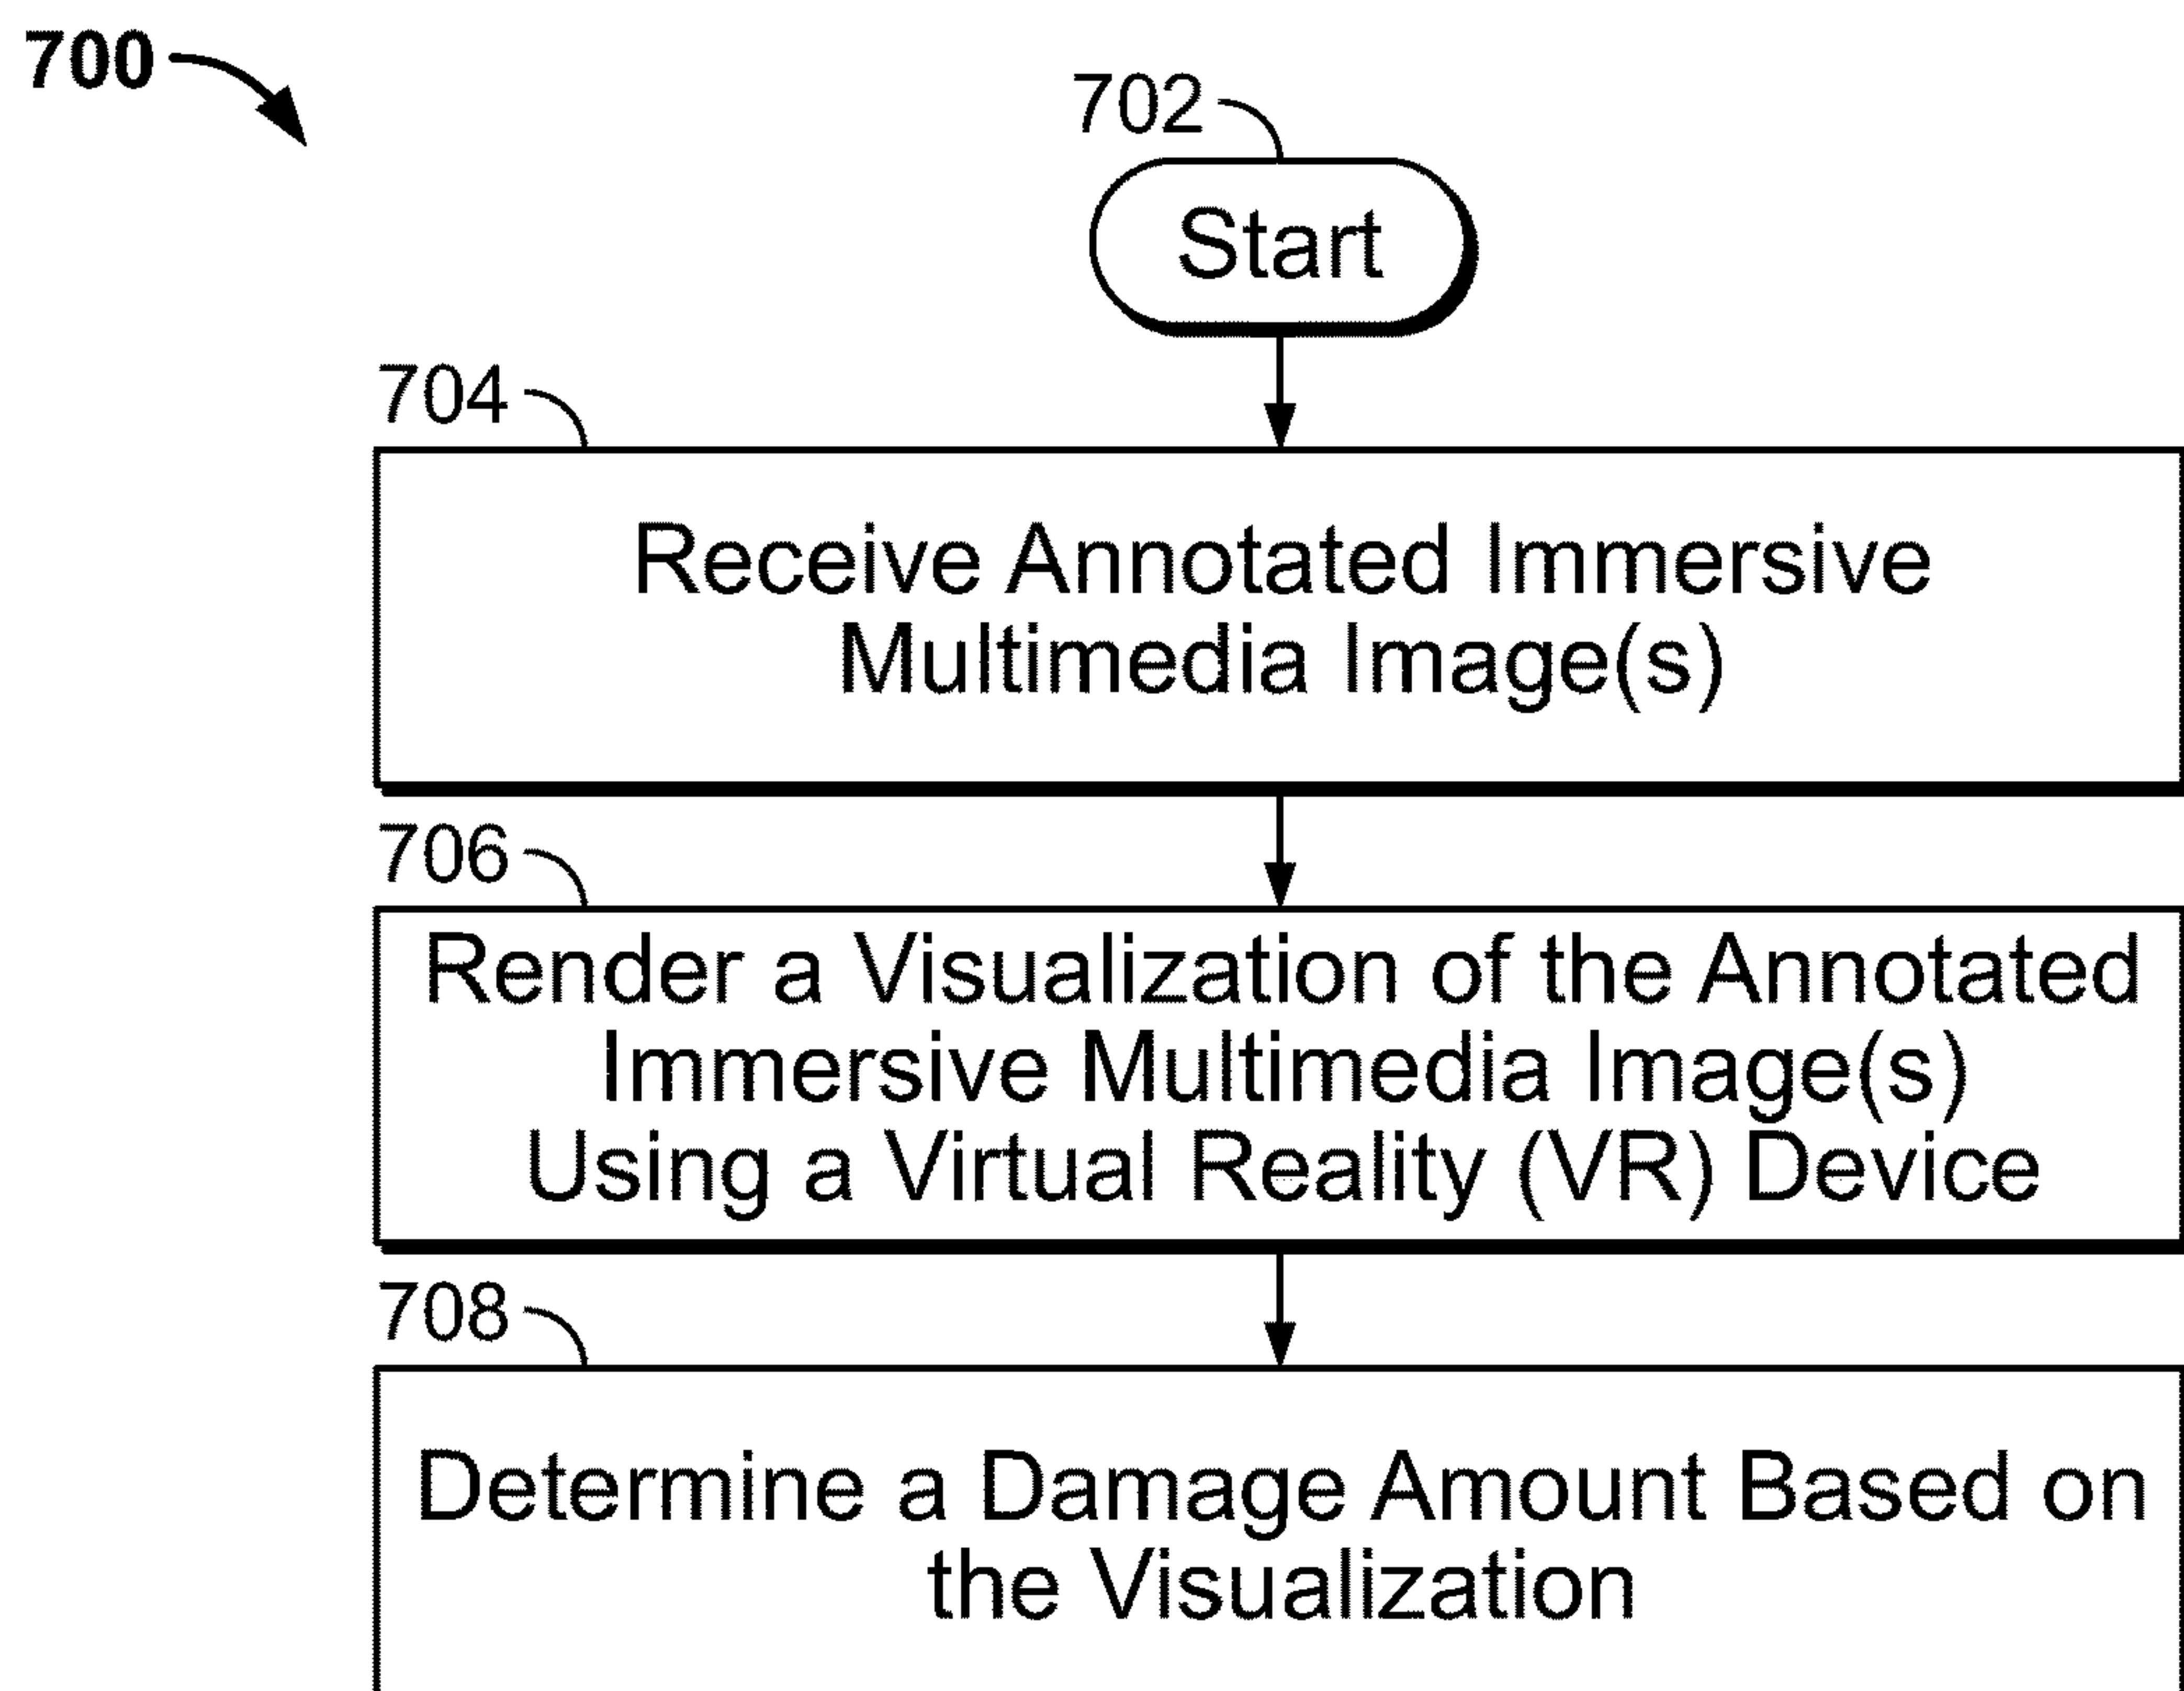 700
702
Start
704
Receive Annotated Immersive
Multimedia Image(s)
706
Render a Visualization of the Annotated
Immersive Multimedia Image(s)
Using a Virtual Reality (VR) Device
708
Determine a Damage Amount Based on
the Visualization